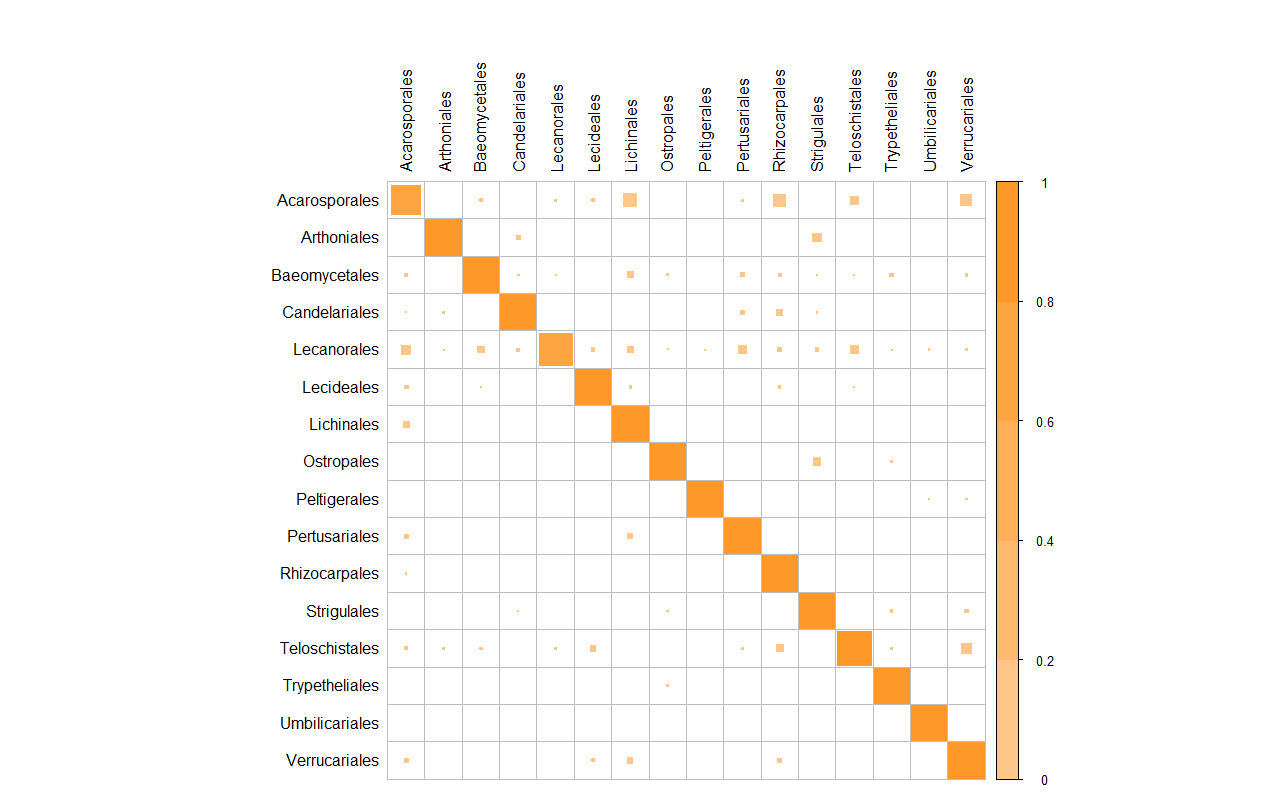 Acarosporales
Arthoniales
Baeomycetales
Candelariales
Lecanorales
Lecideales
Lichinales
Ostropales
Peltigerales
Pertusariales
Rhizocarpales
Strigulales
Teloschistales
Trypetheliales
Umbilicariales
Verrucariales
Acarosporales
Arthoniales
Baeomycetales
Candelariales
Lecanorales
Lecideales
Lichinales
Ostropales
Peltigerales
Pertusariales
Rhizocarpales
Strigulales
Teloschistales
Trypetheliales
Umbilicariales
Verrucariales
1
0.8
0.6
0.4
0.2
0